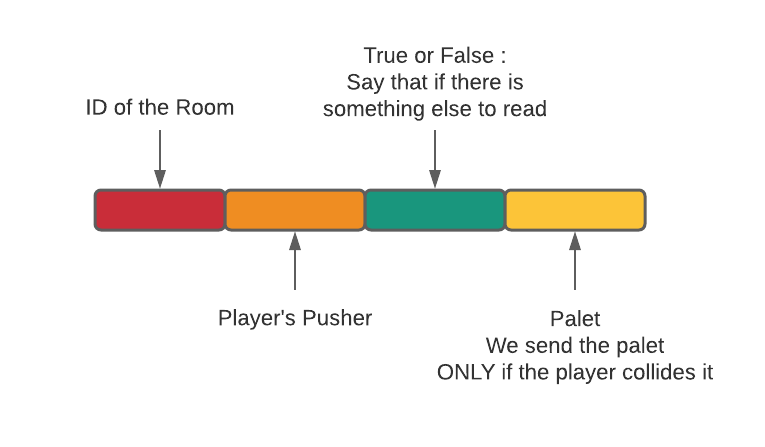 True or False :
Say that if there is
something else to read
ID of the Room
Player's Pusher
Palet
We send the palet
ONLY if the player collides it